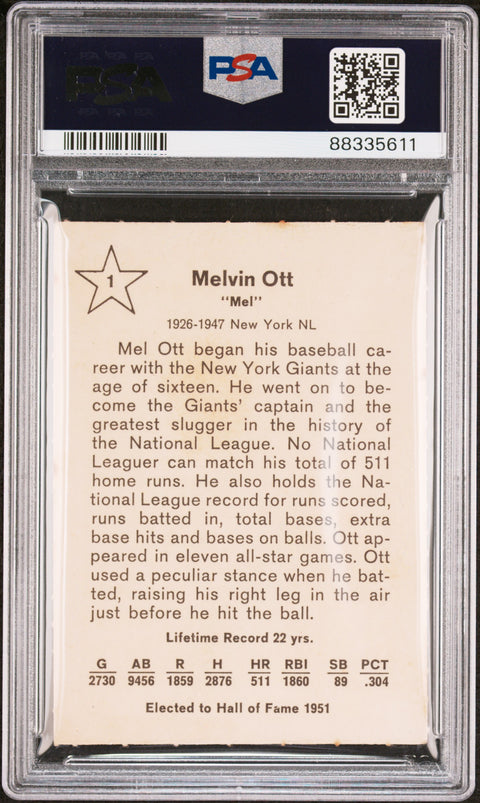 PSA
PSA
88335611
1
Melvin Ott
"Mel"
1926-1947 New York NL
Mel Ott began his baseball ca-
reer with the New York Giants at the
age of sixteen. He went on to be-
come the Giants' captain and the
greatest slugger in the history of
the National League. No National
Leaguer can match his total of 511
home runs. He also holds the Na-
tional League record for runs scored,
runs batted in, total bases, extra
base hits and bases on balls. Ott ap-
peared in eleven all-star games. Ott
used a peculiar stance when he bat-
ted, raising his right leg in the air
just before he hit the ball.
Lifetime Record 22 yrs.
G AB R H HR RBI SB PCT
2730 9456 1859 2876 511 1860 89 .304
Elected to Hall of Fame 1951